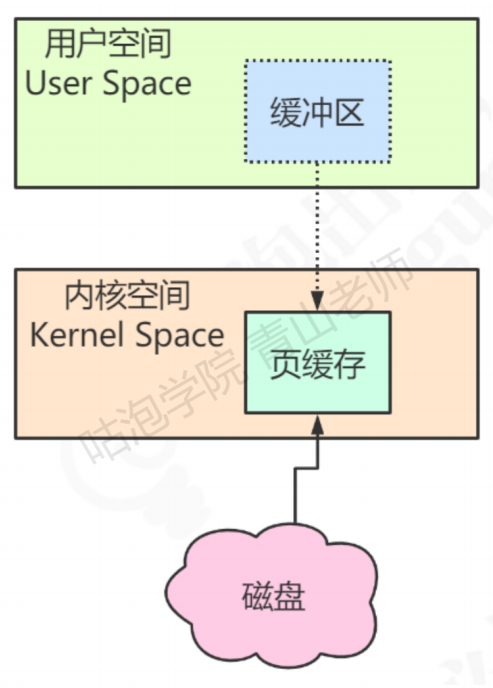 用户空间
User Space
缓冲区
内核空间
Kernel Space
页缓存
咕泡学院 青山老师
磁盘